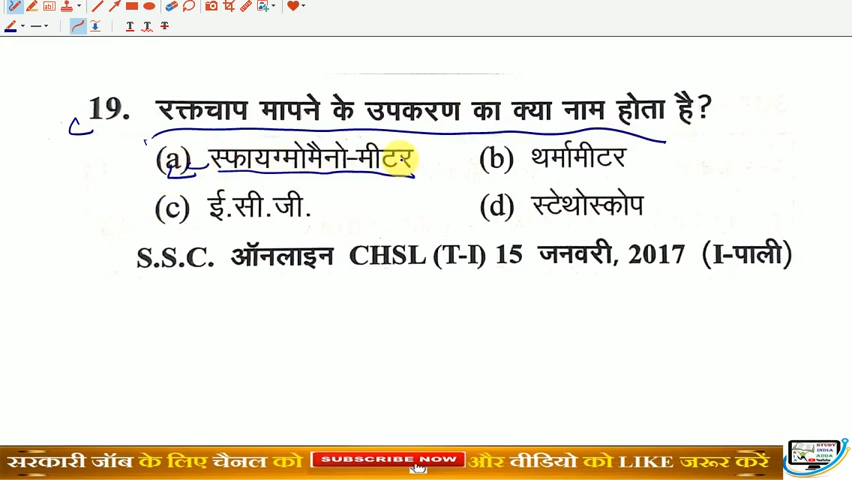 19. रक्तचाप मापने के उपकरण का क्या नाम होता है?
(a) स्फायग्मोमैनो-मीटर (b) थर्मामीटर
(c) ई.सी.जी. (d) स्टेथोस्कोप
S.S.C. ऑनलाइन CHSL (T-I) 15 जनवरी, 2017 (I-पाली)
सरकारी जॉब के लिए चैनल को SUBSCRIBE NOW और वीडियो को LIKE जरूर करें